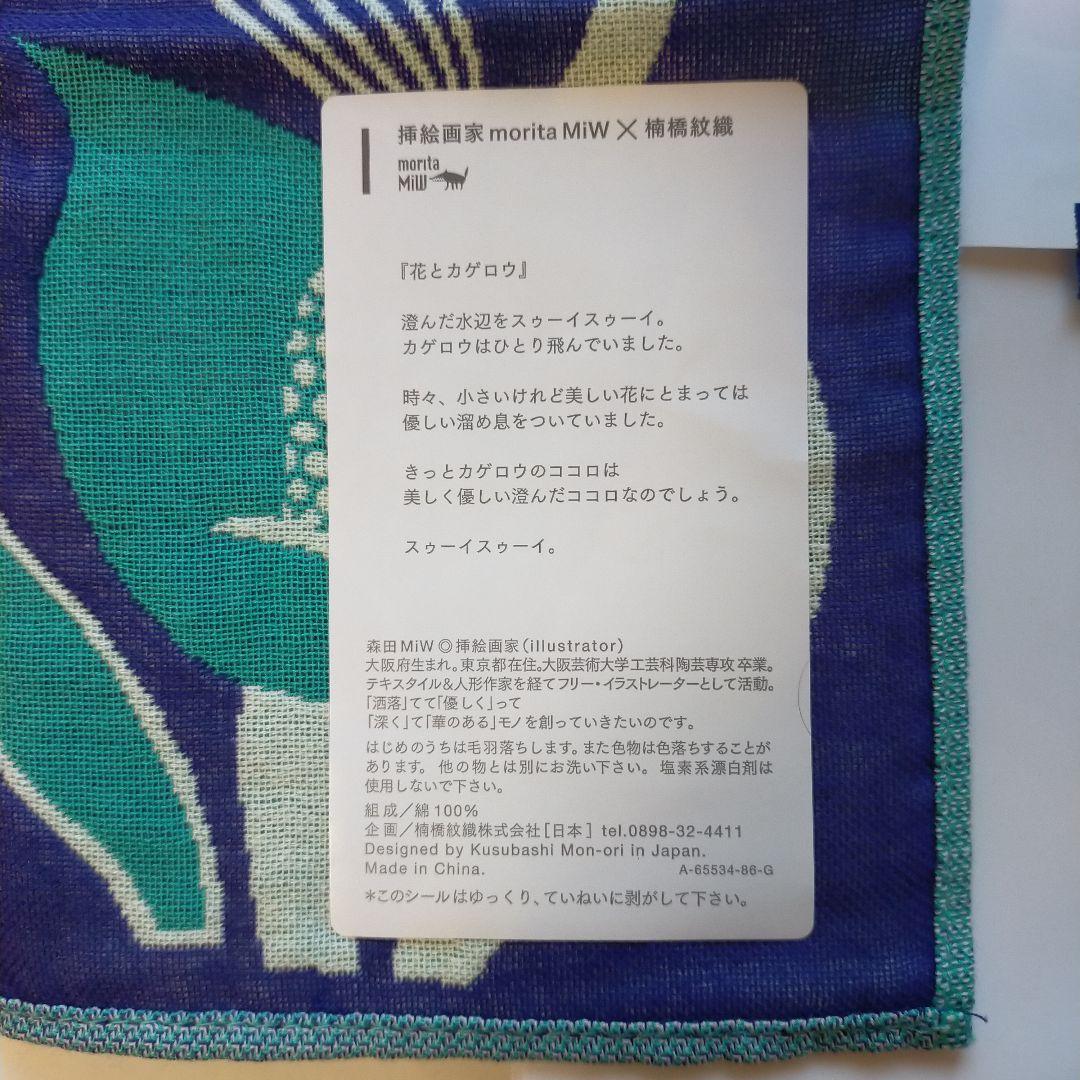 挿絵画家morita MiW×楠橋紋織
morita
MiW
『花とカゲロウ』
澄んだ水辺をスゥーイスゥーイ。
カゲロウはひとり飛んでいました。
時々、小さいけれど美しい花にとまっては
優しい溜め息をついていました。
きっとカゲロウのココロは
美しく優しい澄んだココロなのでしょう。
スゥーイスゥーイ。
森田MiW◎挿絵画家(illustrator)
大阪府生まれ。東京都在住。大阪芸術大学工芸科陶芸専攻卒業。
テキスタイル&人形作家を経てフリー・イラストレーターとして活動。
「洒落」てて「優しく」って
「深く」て「華のある」モノを創っていきたいのです。
はじめのうちは毛羽落ちします。また色物は色落ちすることが
あります。 他の物とは別にお洗い下さい。 塩素系漂白剤は
使用しないで下さい。
組成/綿100%
企画/楠橋紋織株式会社[日本] tel.0898-32-4411
Designed by Kusubashi Mon-ori in Japan.
Made in China. A-65534-86-G
*このシールはゆっくり、ていねいに剥がして下さい。